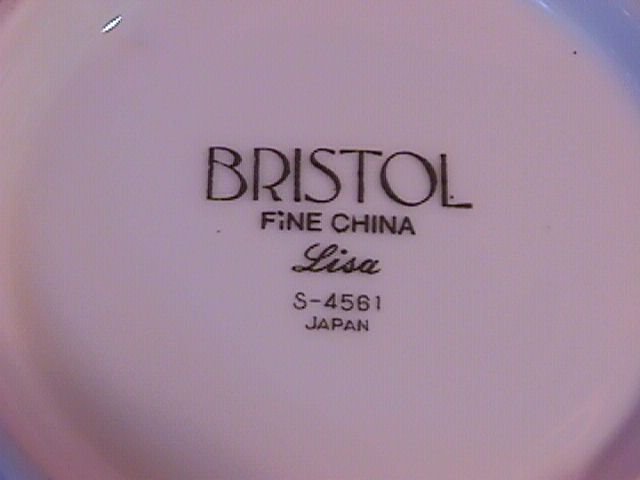 BRISTOL
FiNE CHINA
Lisa
S-4561
JAPAN